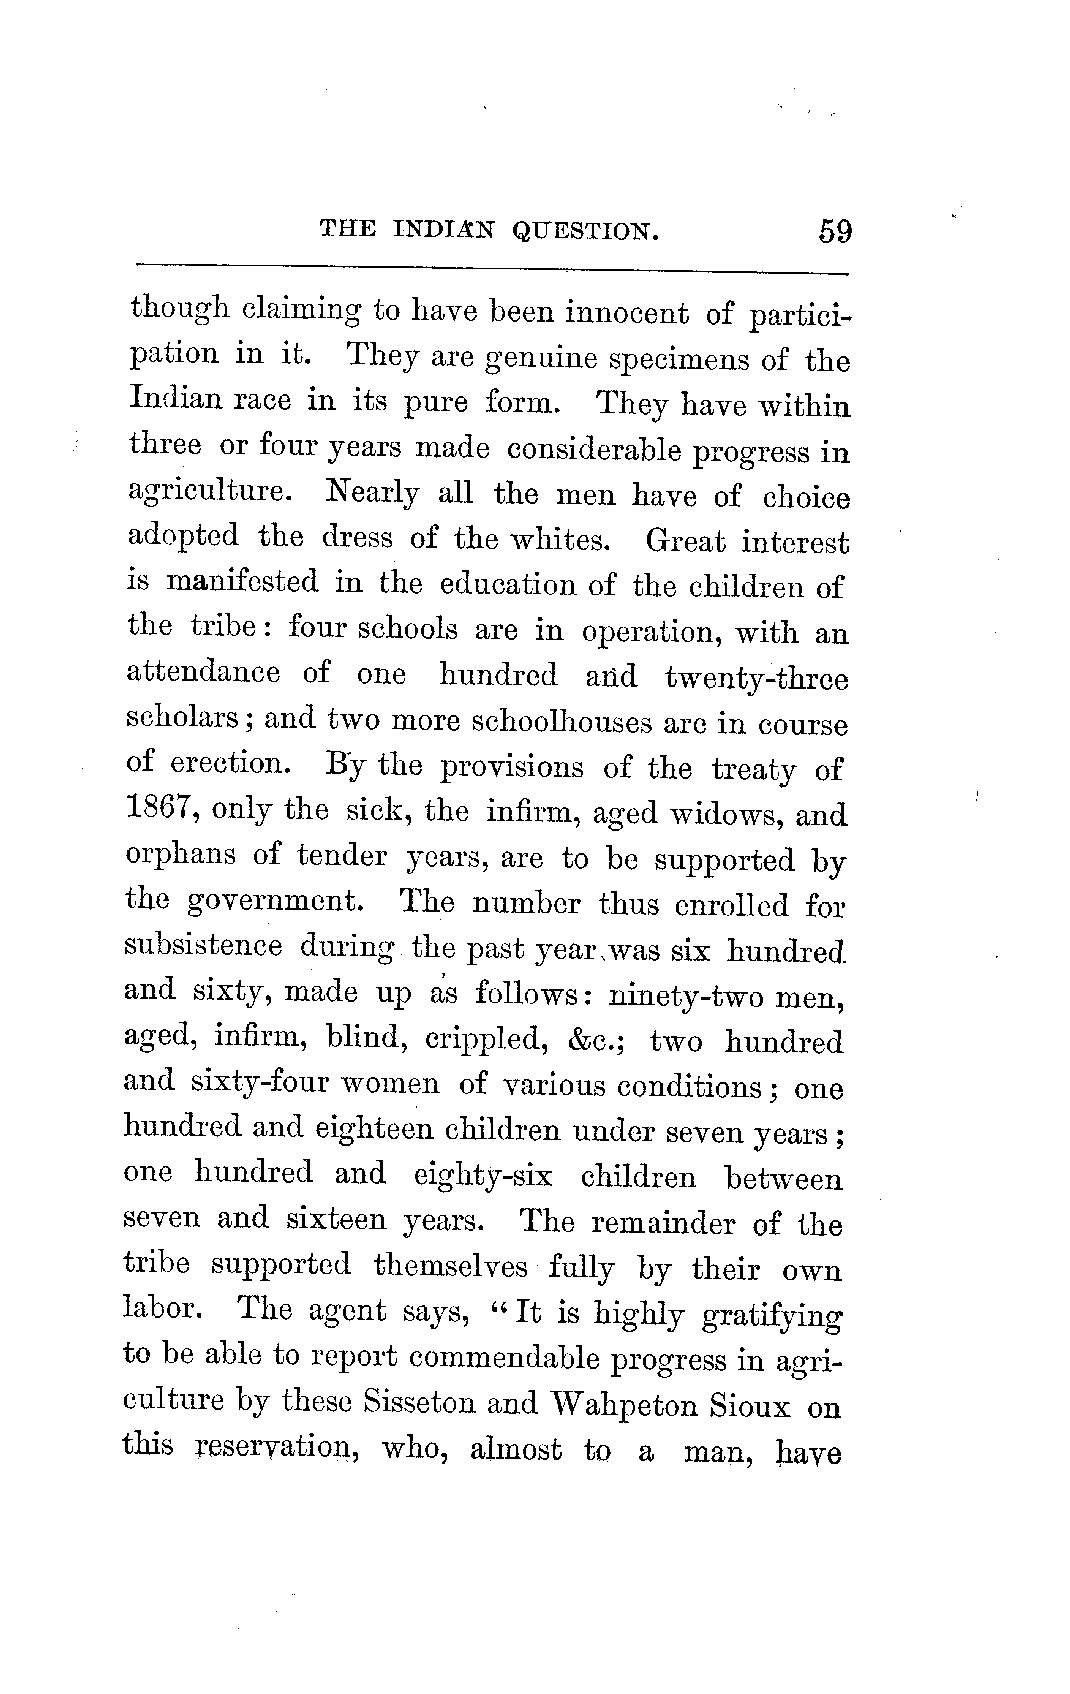 THE INDIAN QUESTION. 59
though claiming to have been innocent of partici-
pation in it. They are genuine specimens of the
Indian race in its pure form. They have within
three or four years made considerable progress in
agriculture. Nearly all the men have of choice
adopted the dress of the whites. Great interest
is manifested in the education of the children of
the tribe: four schools are in operation, with an
attendance of one hundred and twenty-three
scholars; and two more schoolhouses are in course
of erection. By the provisions of the treaty of
1867, only the sick, the infirm, aged widows, and
orphans of tender years, are to be supported by
the government. The number thus enrolled for
subsistence during the past year was six hundred
and sixty, made up as follows: ninety-two men,
aged, infirm, blind, crippled, &c.; two hundred
and sixty-four women of various conditions; one
hundred and eighteen children under seven years;
one hundred and eighty-six children between
seven and sixteen years. The remainder of the
tribe supported themselves fully by their own
labor. The agent says, "It is highly gratifying
to be able to report commendable progress in agri-
culture by these Sisseton and Wahpeton Sioux on
this reservation, who, almost to a man, have